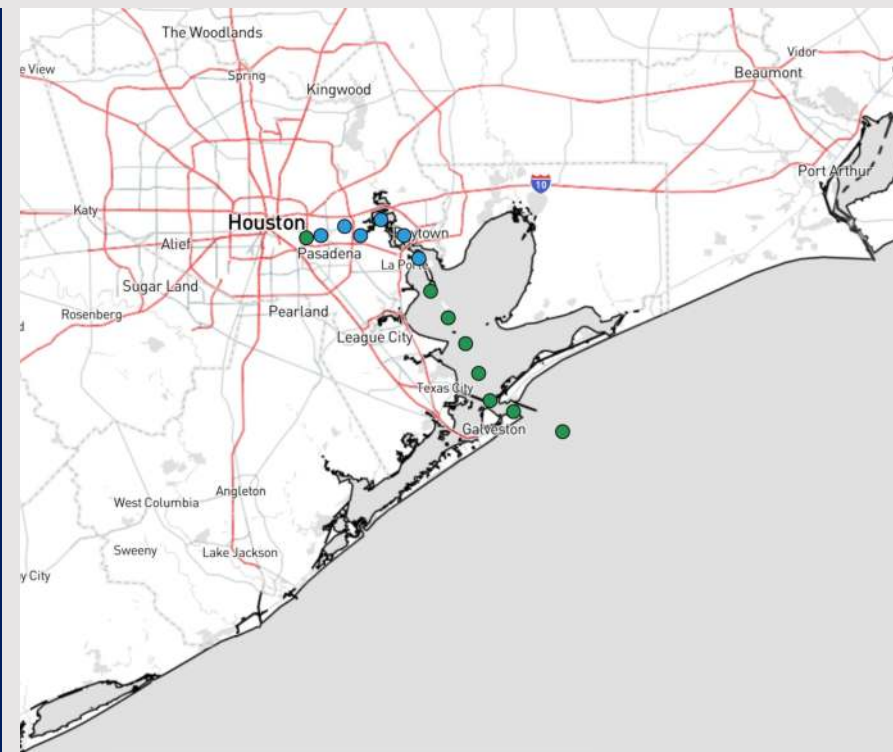 The Woodlands
Vidor
e View
Spring
Beaumont
Kingwood
Port Arthur
10
Katy
Houston
Alief
Pasadena
La Porte
Sugar Land
Rosenberg
Pearland
League City
Texas City
Galveston
Angleton
West Columbia
Sweeny
Lake Jackson
y City